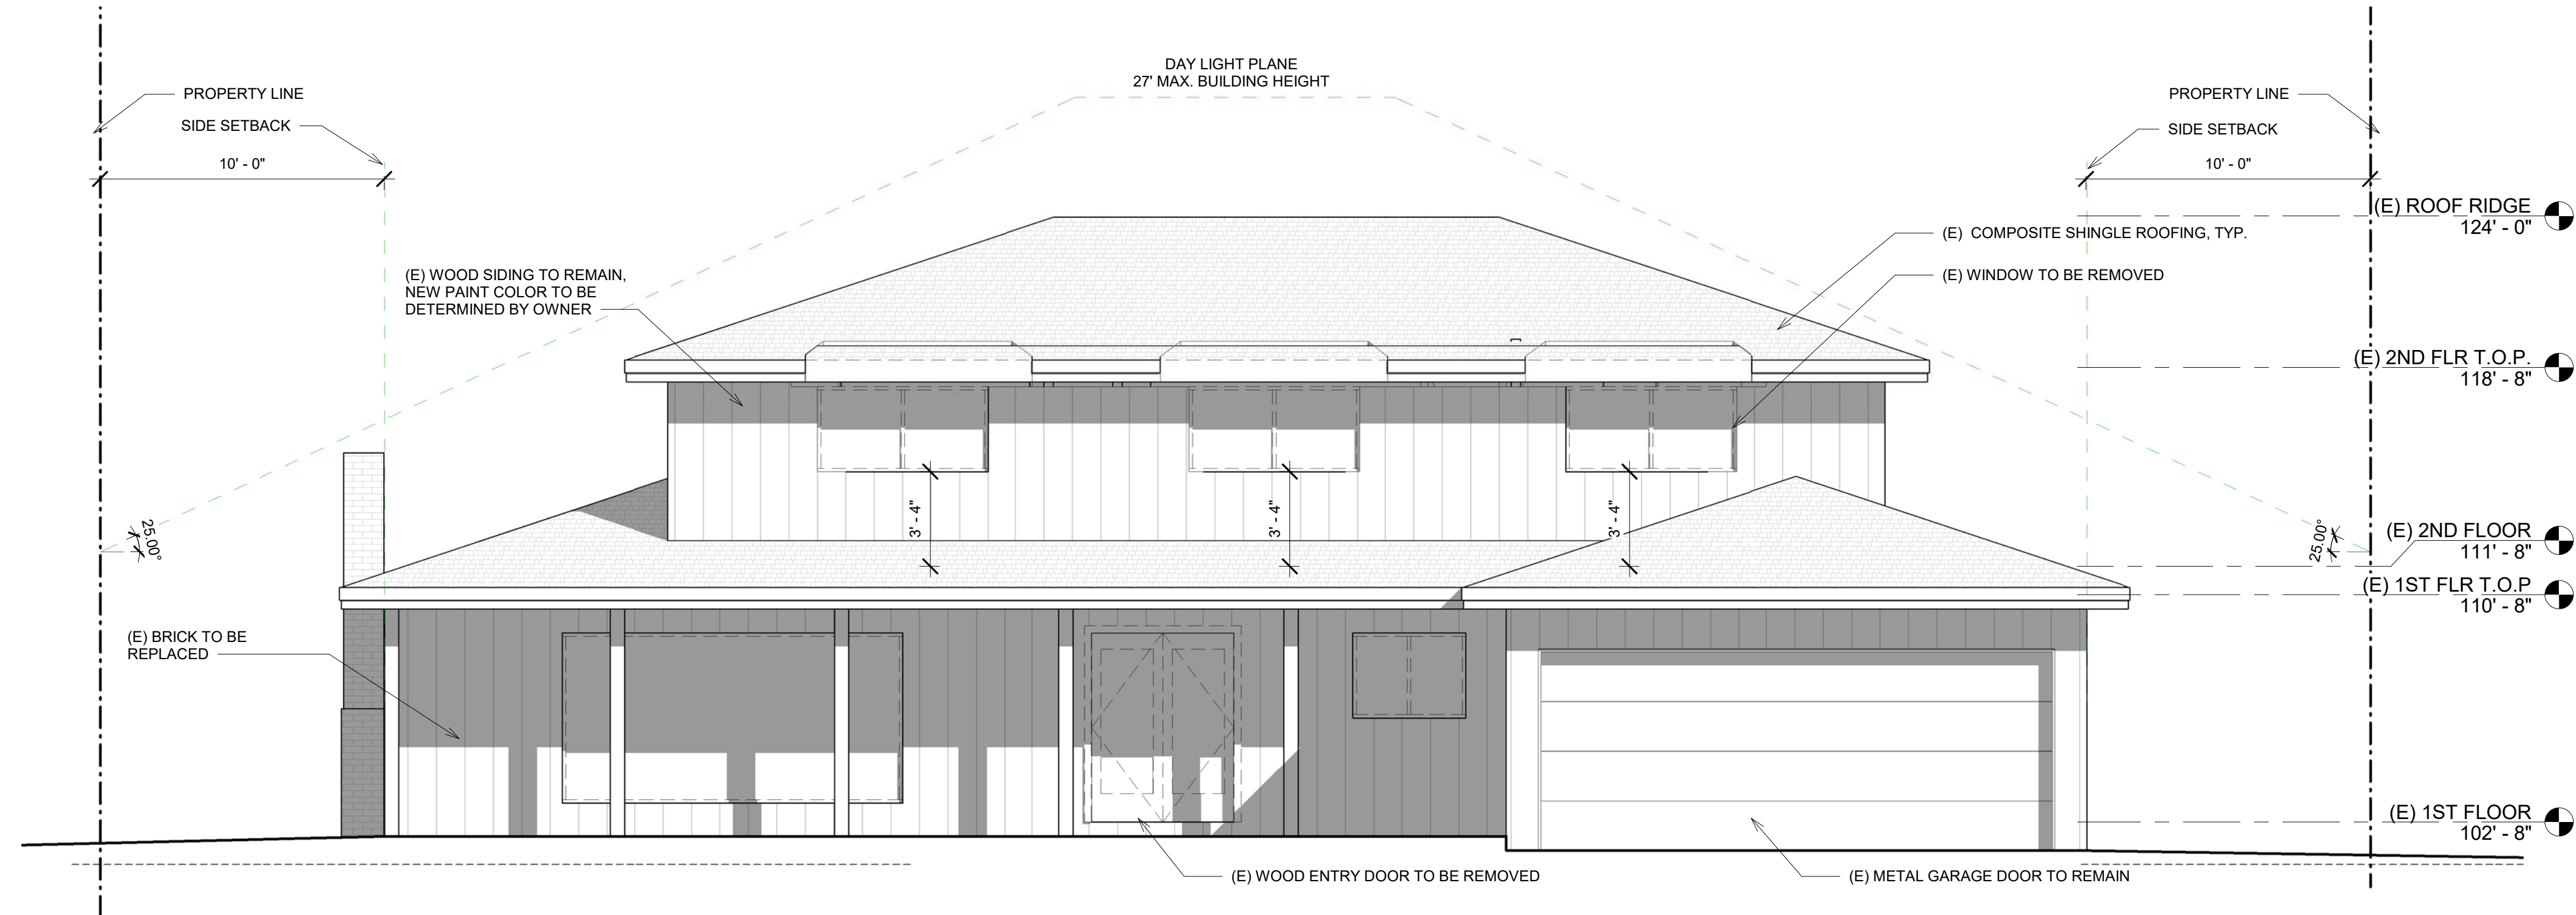 DAY LIGHT PLANE
27' MAX. BUILDING HEIGHT
PROPERTY LINE
PROPERTY LINE
SIDE SETBACK
SIDE SETBACK
10' - 0"
10' - 0"
(E) ROOF RIDGE
124' - 0"
(E) COMPOSITE SHINGLE ROOFING, TYP.
(E) WOOD SIDING TO REMAIN,
NEW PAINT COLOR TO BE
DETERMINED BY OWNER
(E) WINDOW TO BE REMOVED
(E) 2ND FLR T.O.P.
118' - 8"
3' - 4"
3' - 4"
3' - 4"
25.00°
25.00°
(E) 2ND FLOOR
111' - 8"
(E) 1ST FLR T.O.P
110' - 8"
(E) BRICK TO BE
REPLACED
(E) 1ST FLOOR
102' - 8"
(E) WOOD ENTRY DOOR TO BE REMOVED
(E) METAL GARAGE DOOR TO REMAIN